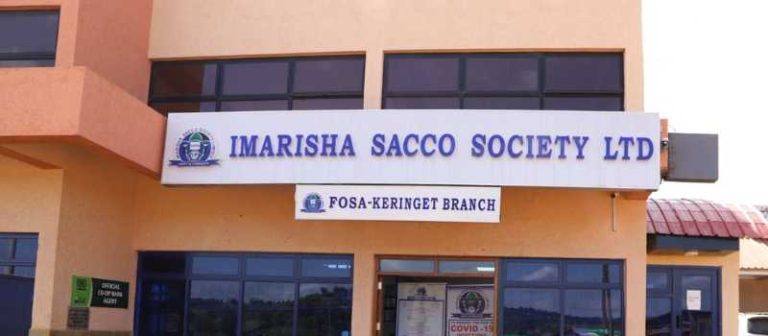 IMARISHA SACCO SOCIETY LTD
FOSA-KERINGET BRANCH
OFFICIAL
CO-OP BANK
AGENT
COVID-19